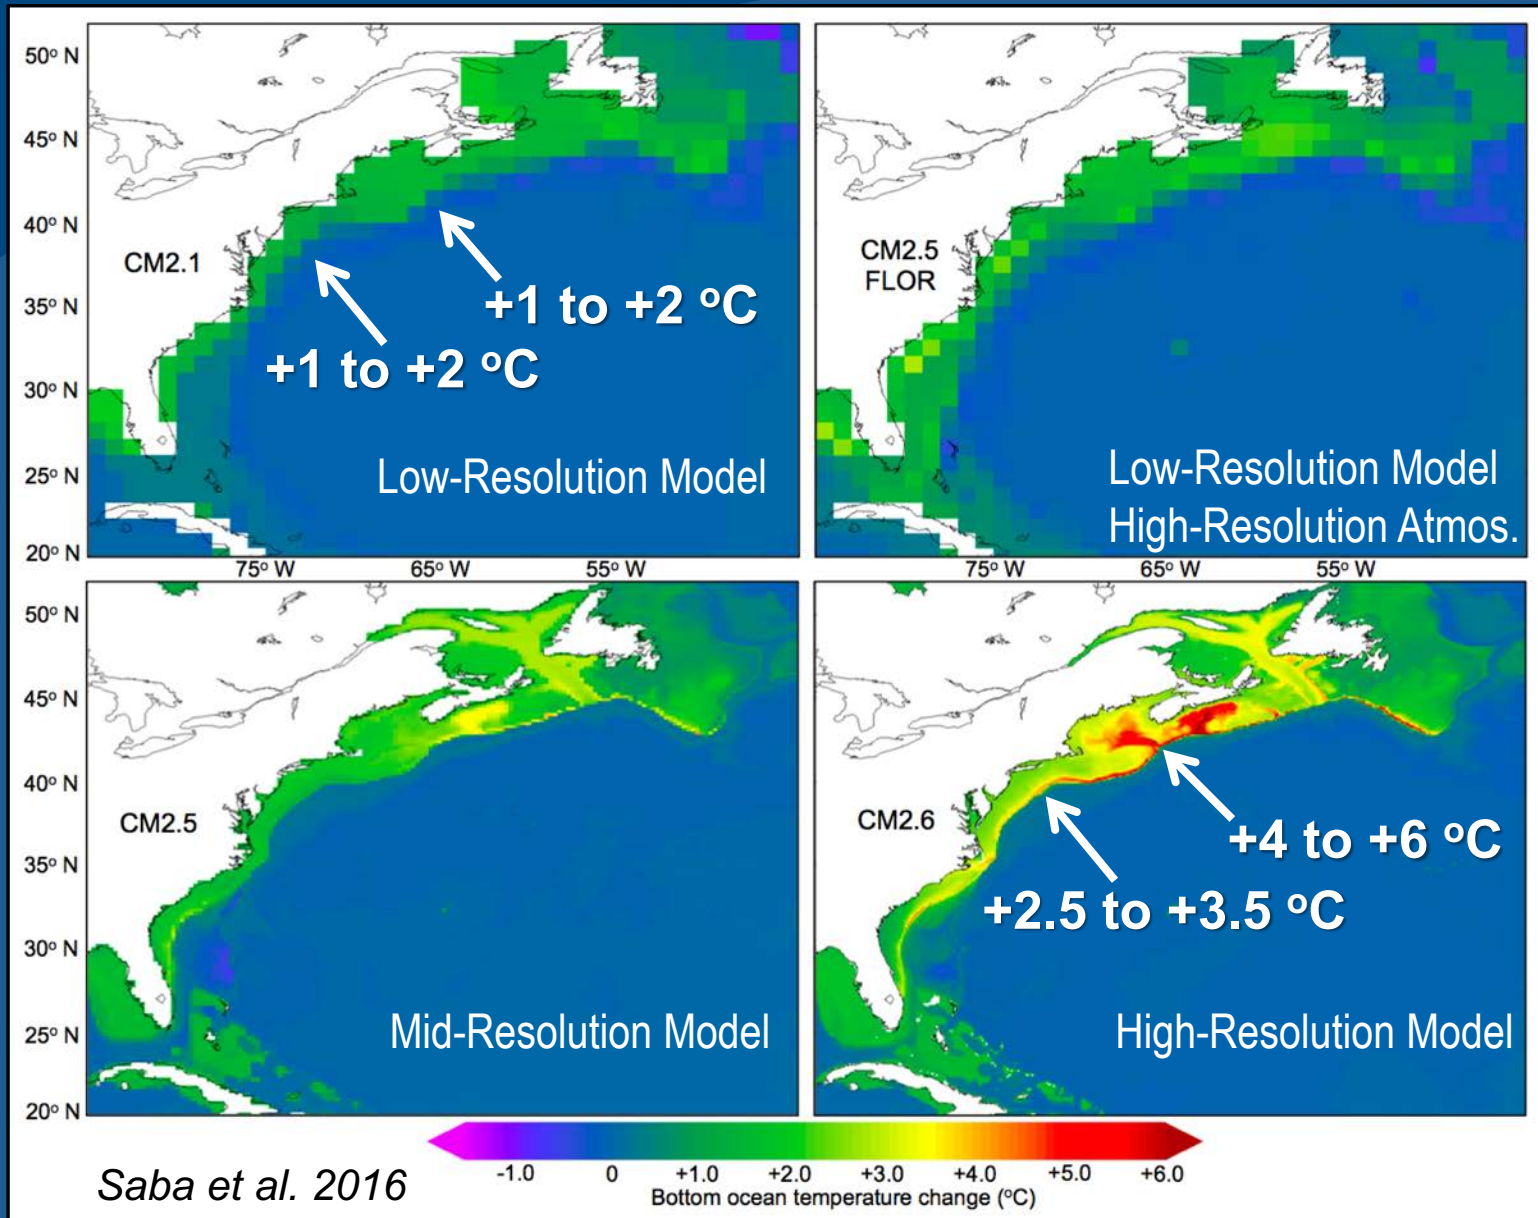 50° N
45° N
40° N
35° N
30° N
25° N
20° N
CM2.1
+1 to +2 °C
+1 to +2 °C
Low-Resolution Model
75° W
65° W
55° W
CM2.5
FLOR
Low-Resolution Model
High-Resolution Atmos.
75° W
65° W
55° W
50° N
45° N
40° N
35° N
30° N
25° N
20° N
CM2.5
Mid-Resolution Model
CM2.6
+4 to +6 °C
+2.5 to +3.5 °C
High-Resolution Model
-1.0 0 +1.0 +2.0 +3.0 +4.0 +5.0 +6.0
Bottom ocean temperature change (°C)
Saba et al. 2016